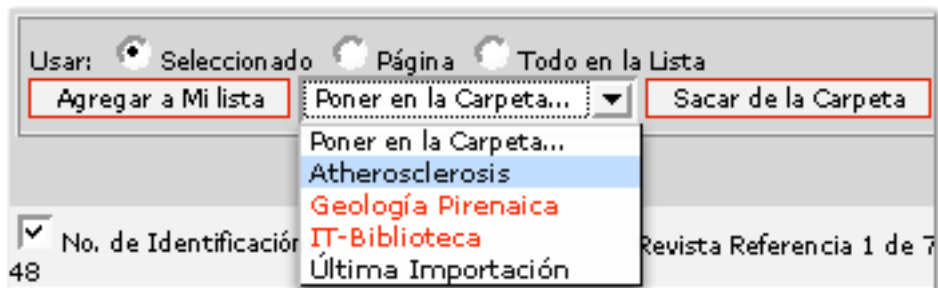 Usar: Seleccionado Página Todo en la Lista
Agregar a Mi lista Poner en la Carpeta... Sacar de la Carpeta
Poner en la Carpeta...
Atherosclerosis
Geología Pirenaica
IT-Biblioteca
Última Importación
No. de Identificación Revista Referencia 1 de 7
48